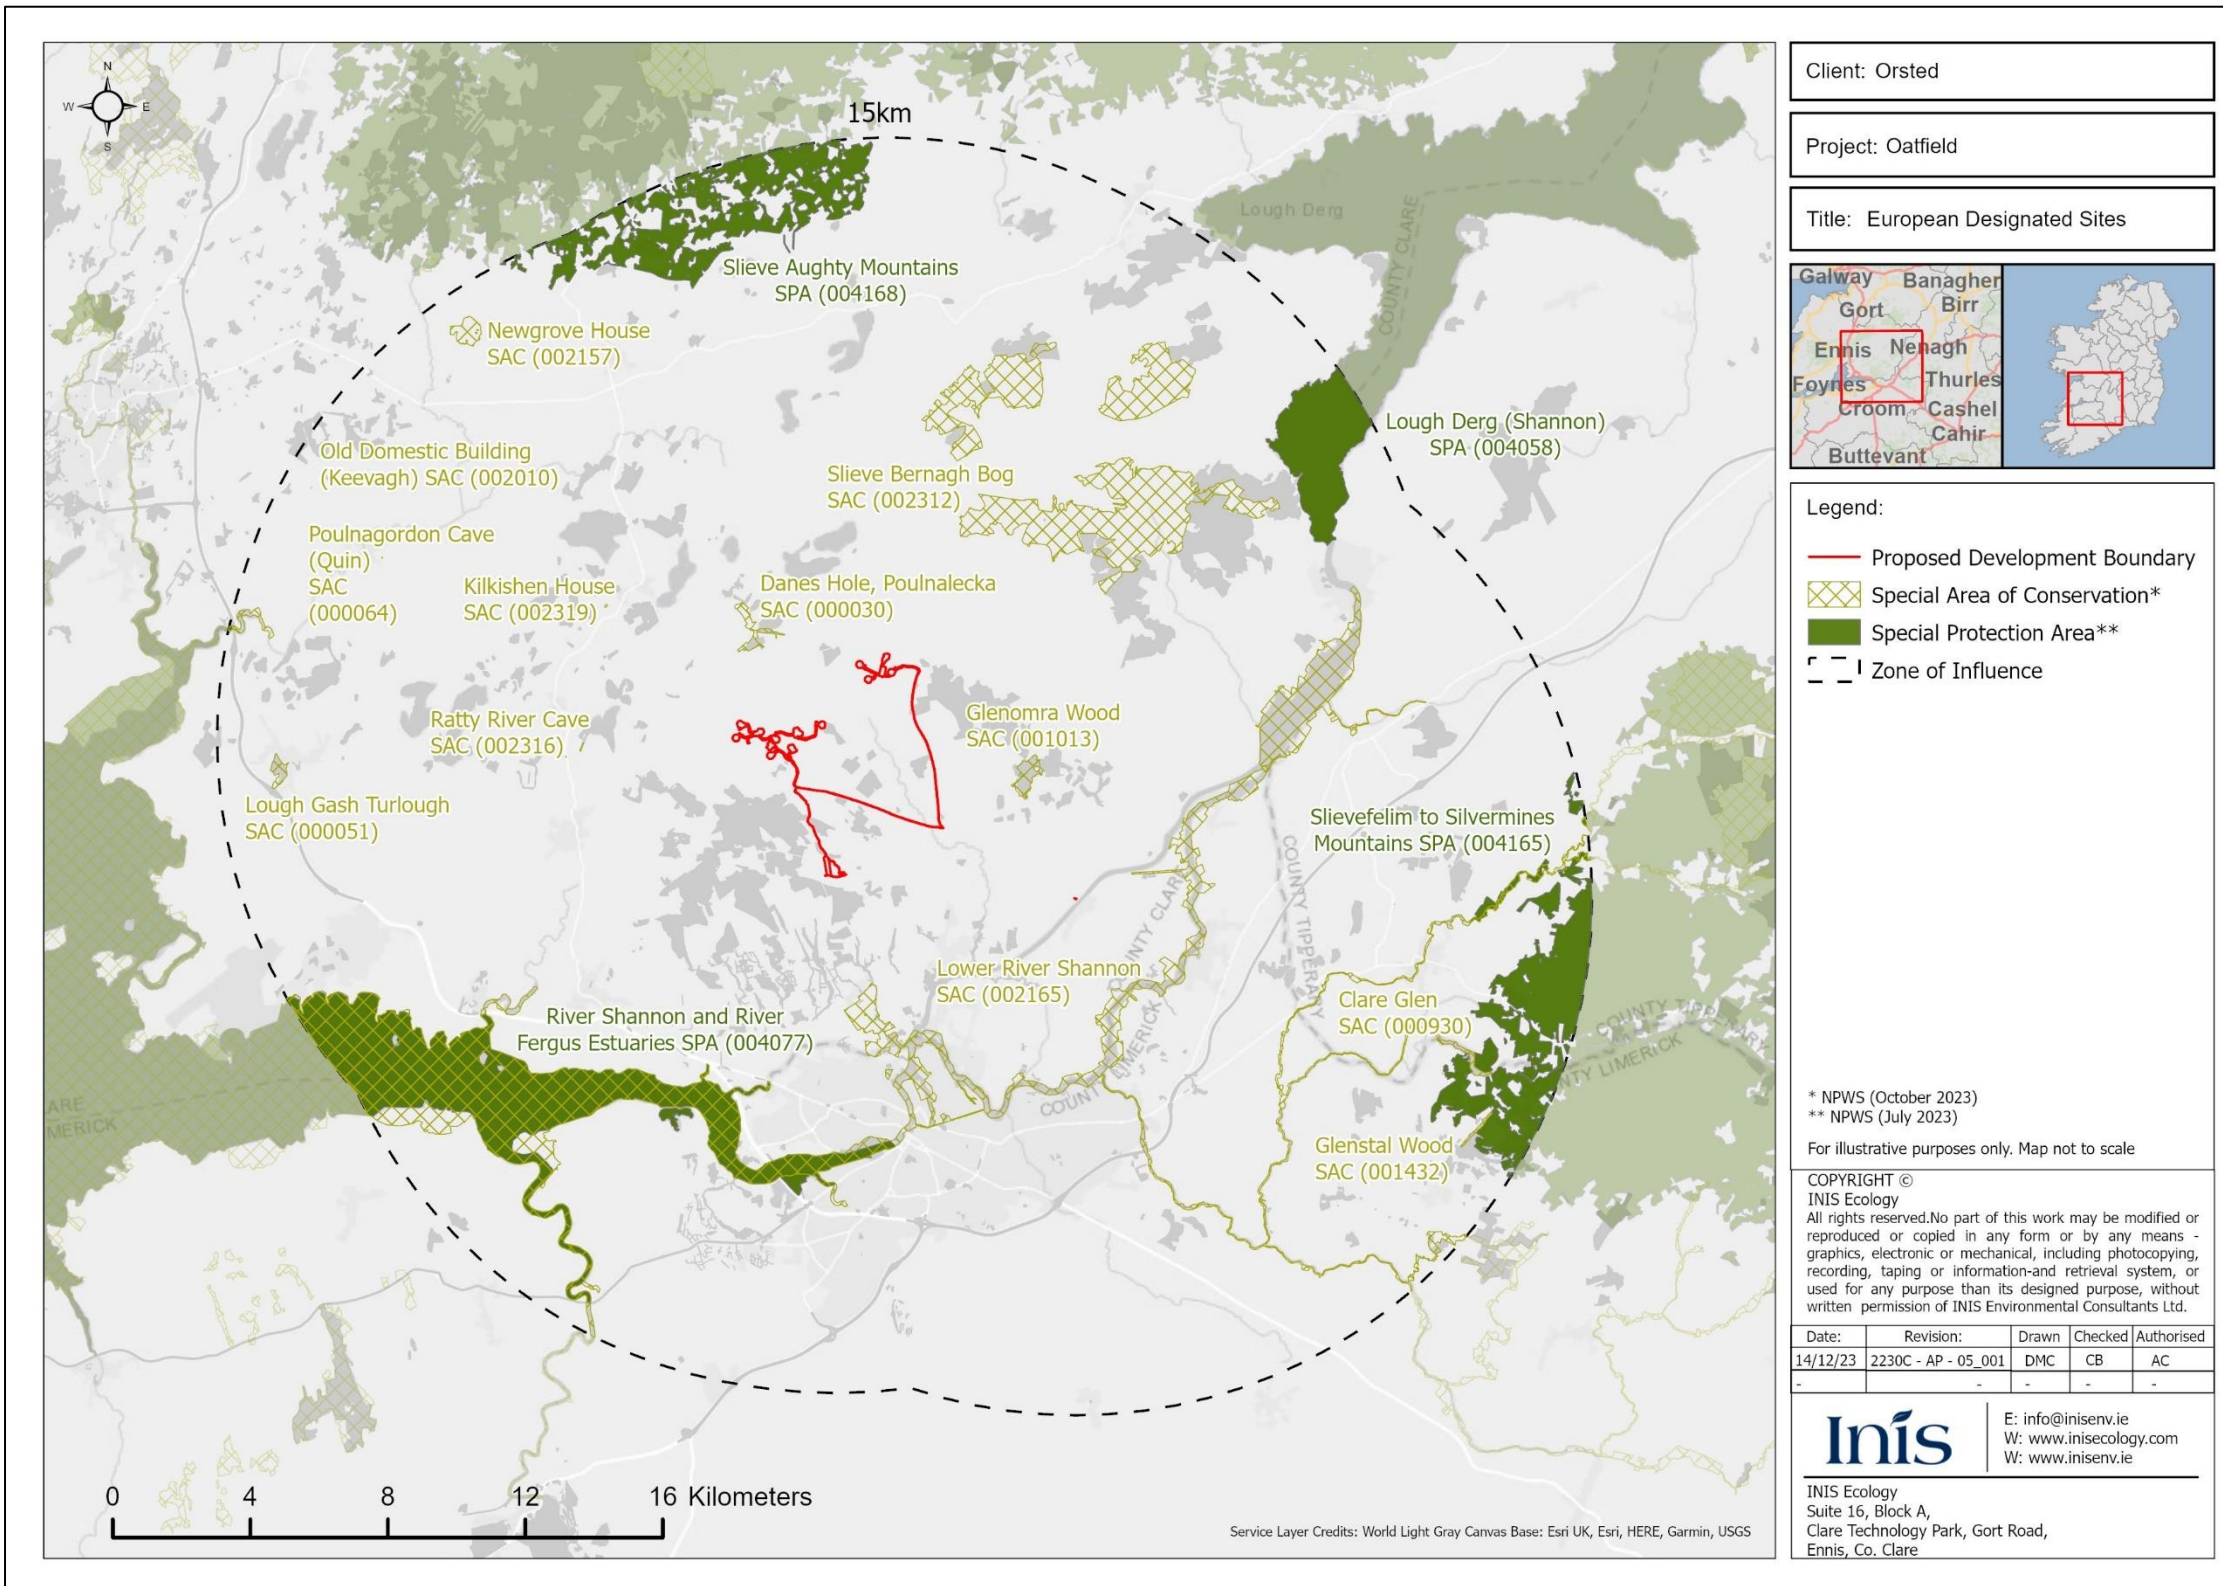 N
W
E
S
15km
Lough Derg
COUNTY CLARE
Slieve Aughty Mountains
SPA (004168)
Newgrove House
SAC (002157)
Lough Derg (Shannon)
SPA (004058)
Old Domestic Building
(Keevagh) SAC (002010)
Slieve Bernagh Bog
SAC (002312)
Poulnagordon Cave
(Quin)
SAC
(000064)
Kilkishen House
SAC (002319)
Danes Hole, Poulnalecka
SAC (000030)
Ratty River Cave
SAC (002316)
Glenomra Wood
SAC (001013)
Lough Gash Turlough
SAC (000051)
Slievefelim to Silvermines
Mountains SPA (004165)
COUNTY CLARE
COUNTY TIPPERARY
Lower River Shannon
SAC (002165)
COUNTY LIMERICK
Clare Glen
SAC (000930)
River Shannon and River
Fergus Estuaries SPA (004077)
COUNTY TIPPERARY
COUNTY LIMERICK
ARE
MERICK
Glenstal Wood
SAC (001432)
0 4 8 12 16 Kilometers
Service Layer Credits: World Light Gray Canvas Base: Esri UK, Esri, HERE, Garmin, USGS
Client: Orsted
Project: Oatfield
Title: European Designated Sites
Galway
Banagher
Gort
Birr
Ennis
Nenagh
Foynes
Thurles
Croom
Cashel
Cahir
Buttevant
Legend:
Proposed Development Boundary
Special Area of Conservation*
Special Protection Area**
Zone of Influence
* NPWS (October 2023)
** NPWS (July 2023)
For illustrative purposes only. Map not to scale
COPYRIGHT ©
INIS Ecology
All rights reserved.No part of this work may be modified or
reproduced or copied in any form or by any means -
graphics, electronic or mechanical, including photocopying,
recording, taping or information-and retrieval system, or
used for any purpose than its designed purpose, without
written permission of INIS Environmental Consultants Ltd.
Date: Revision: Drawn Checked Authorised
14/12/23 2230C - AP - 05_001 DMC CB AC
- - - - -
Inis
E: info@inisenv.ie
W: www.inisecology.com
W: www.inisenv.ie
INIS Ecology
Suite 16, Block A,
Clare Technology Park, Gort Road,
Ennis, Co. Clare